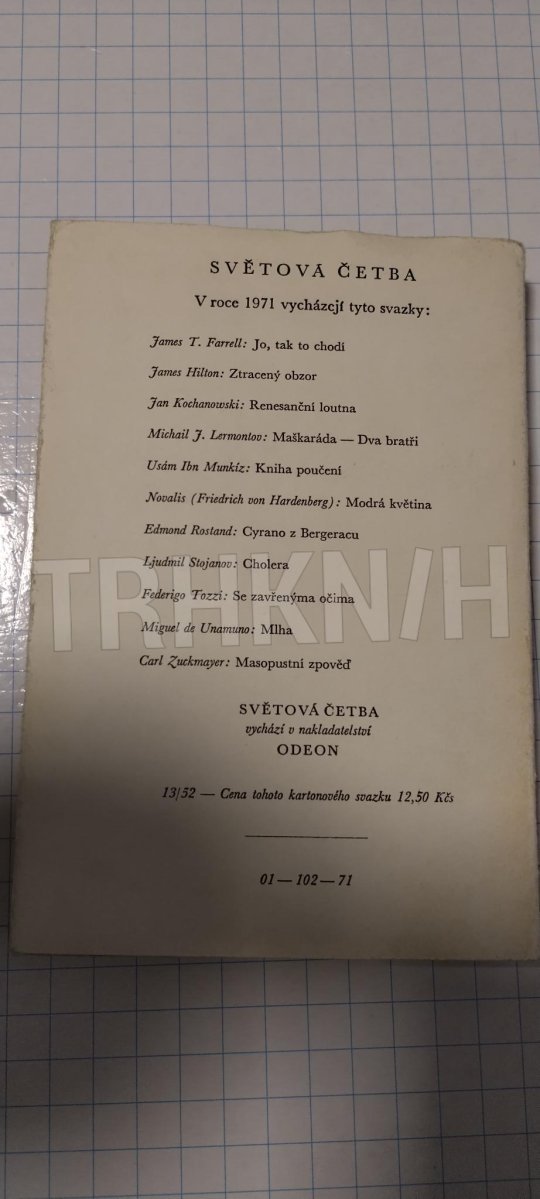 SVĚTOVÁ ČETBA
V roce 1971 vycházejí tyto svazky:
James T. Farrell: Jo, tak to chodí
James Hilton: Ztracený obzor
Jan Kochanowski: Renesanční loutna
Michail J. Lermontov: Maškaráda — Dva bratři
Usám Ibn Munkíz: Kniha poučení
Novalis (Friedrich von Hardenberg): Modrá květina
Edmond Rostand: Cyrano z Bergeracu
Ljudmil Stojanov: Cholera
TRHKNIH
Federigo Tozzi: Se zavřenýma očima
Miguel de Unamuno: Mlha
Carl Zuckmayer: Masopustní zpověď
SVĚTOVÁ ČETBA
vychází v nakladatelství
ODEON
13/52 — Cena tohoto kartonového svazku 12,50 Kčs
01—102—71